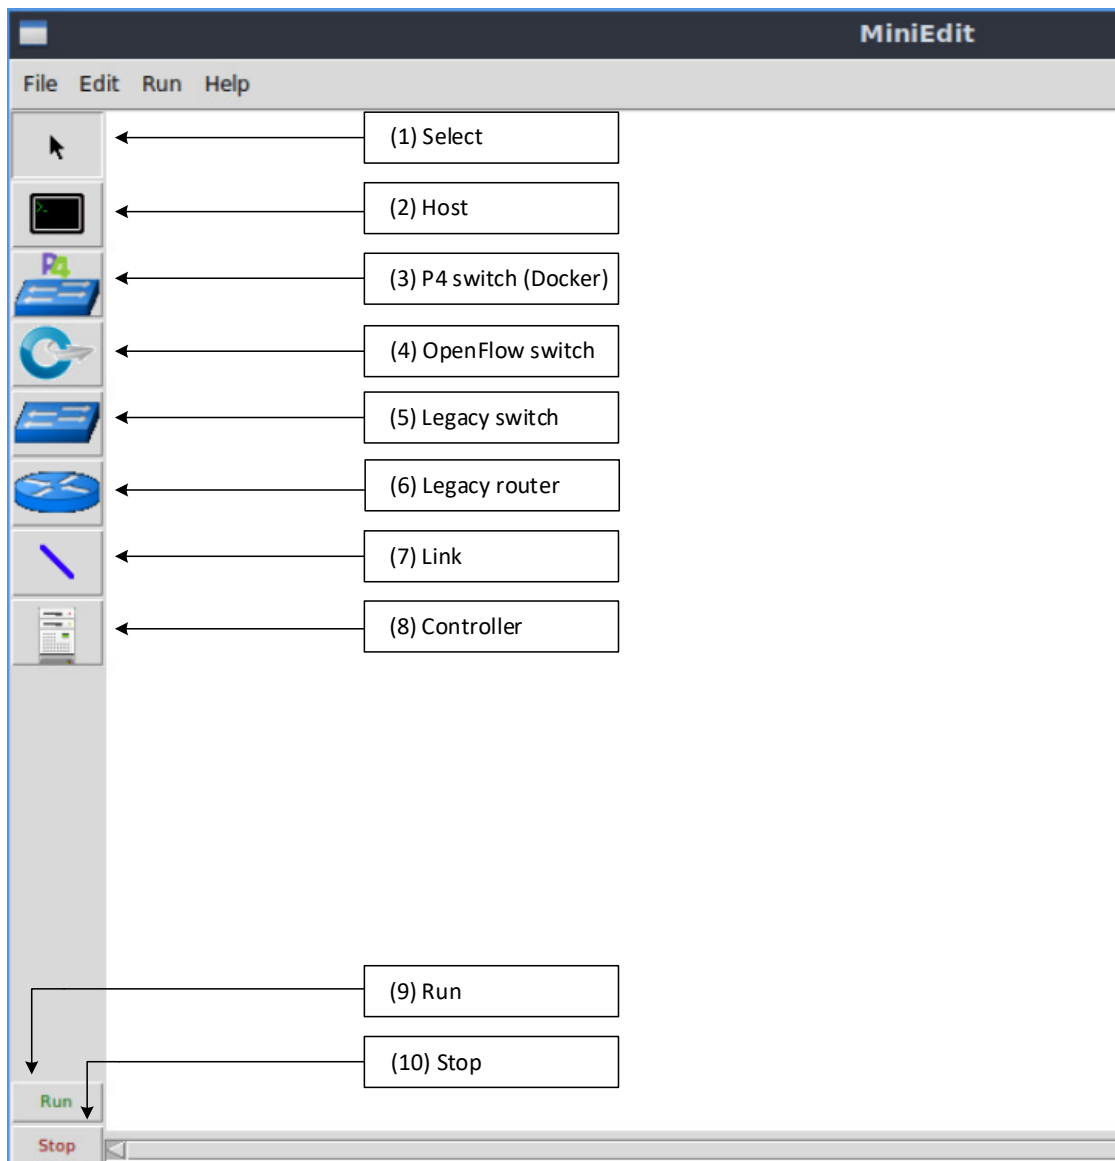 MiniEdit
File Edit Run Help
(1) Select
(2) Host
P4
(3) P4 switch (Docker)
(4) OpenFlow switch
(5) Legacy switch
(6) Legacy router
(7) Link
(8) Controller
(9) Run
(10) Stop
Run
Stop